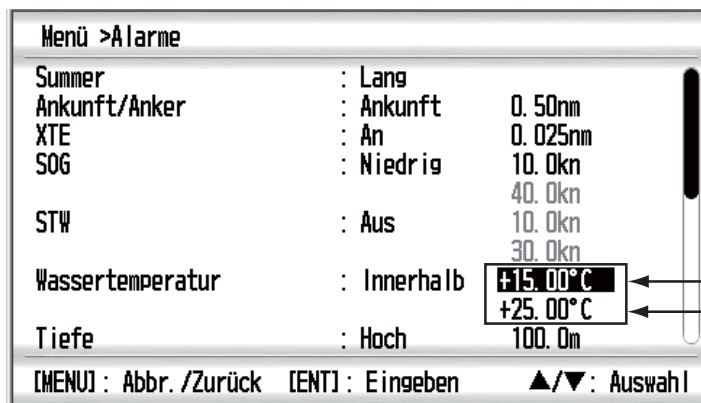 Menü >Alarme
Summer : Lang
Ankunft/Anker : Ankunft 0.50nm
XTE : An 0.025nm
SOG : Niedrig 10.0kn
40.0kn
STW : Aus 10.0kn
30.0kn
Wassertemperatur : Innerhalb +15.00°C
+25.00°C
Tiefe : Hoch 100.0m
[MENU]: Abbr./Zurück [ENT]: Eingeben ▲/▼: Auswahl